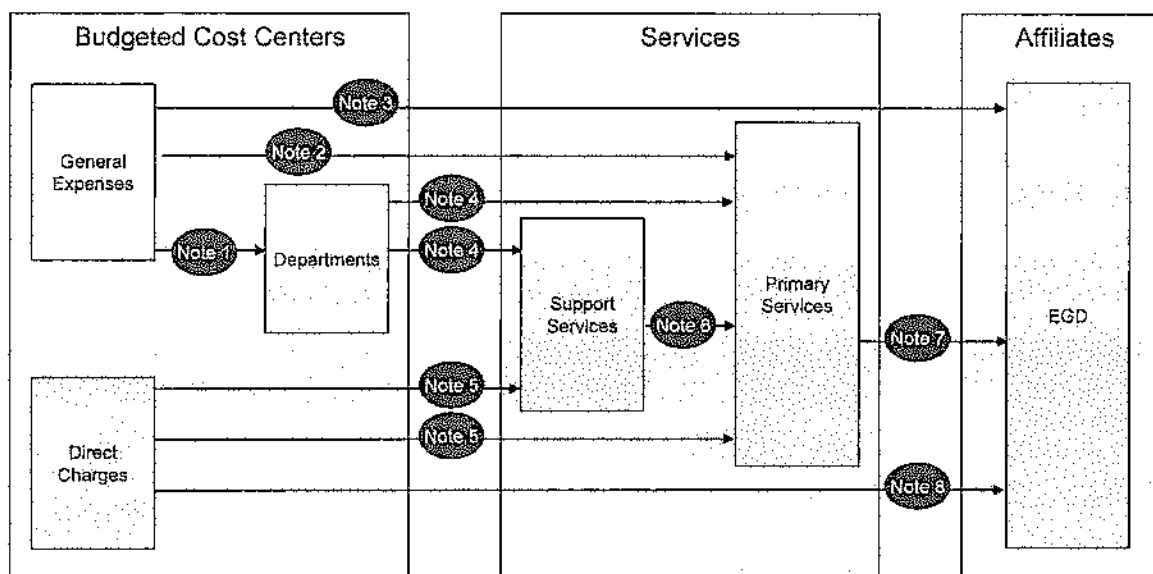 Budgeted Cost Centers
Services
Affiliates
Note 3
General
Expenses
Note 2
Note 4
Note 1
Departments
Note 4
Support
Services
Note 6
Primary
Services
Note 7
EGD
Note 5
Note 5
Direct
Charges
Note 8